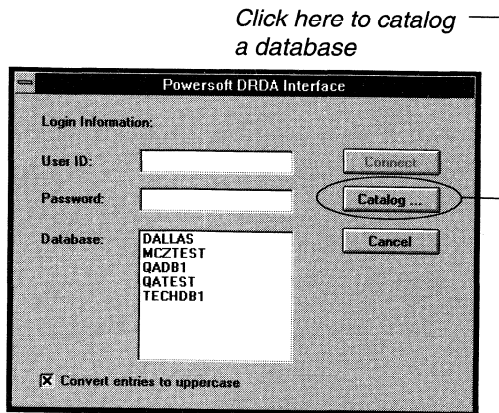 Click here to catalog
a database
Powersoft DRDA Interface
Login Information:
User ID:
Connect
Password:
Catalog ...
Database:
DALLAS
MCZTEST
QADB1
QATEST
TECHDB1
Cancel
Convert entries to uppercase